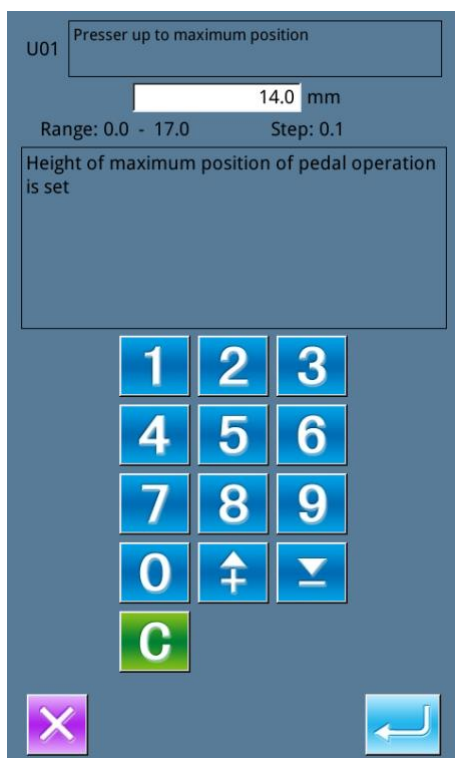 U01 Presser up to maximum position
14.0 mm
Range: 0.0 - 17.0 Step: 0.1
Height of maximum position of pedal operation
is set
1 2 3
4 5 6
7 8 9
0
C